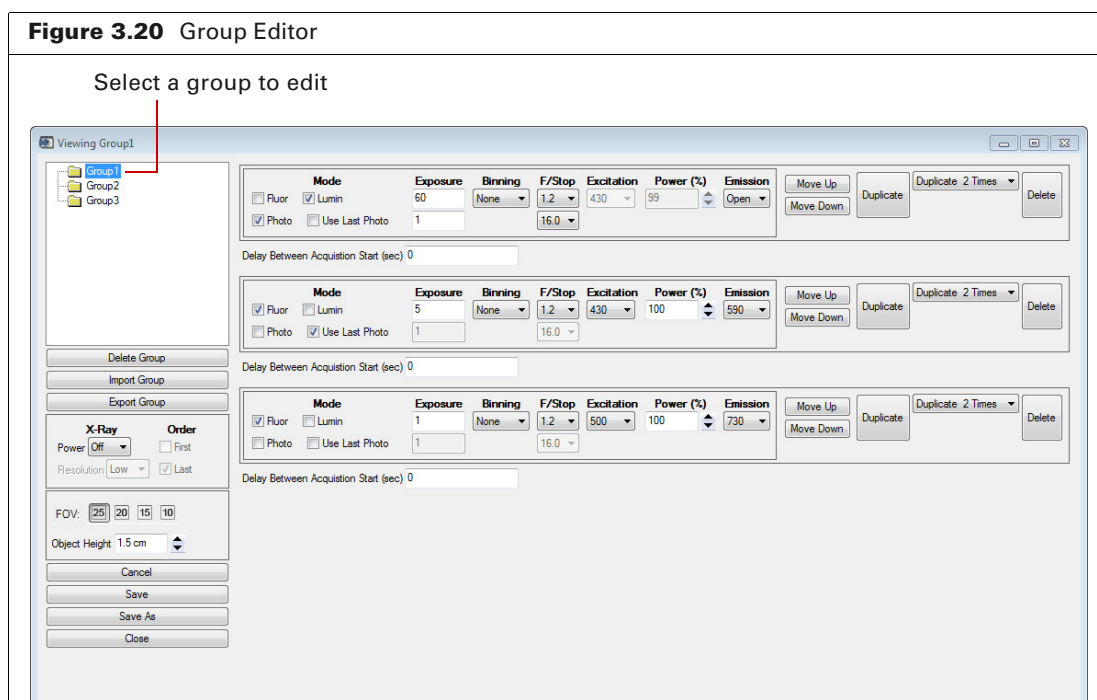 Figure 3.20 Group Editor
Select a group to edit
Viewing Group1
Group1
Group2
Group3
Delete Group
Import Group
Export Group
X-Ray Order
Power Off First
Resolution Low Last
FOV: 25 20 15 10
Object Height 1.5 cm
Cancel
Save
Save As
Close
Mode Exposure Binning F/Stop Excitation Power (%) Emission
Fluor Lumin 60 None 1.2 430 99 Open
Photo Use Last Photo 1 16.0
Move Up
Move Down
Duplicate
Duplicate 2 Times
Delete
Delay Between Acquistion Start (sec) 0
Mode Exposure Binning F/Stop Excitation Power (%) Emission
Fluor Lumin 5 None 1.2 430 100 590
Photo Use Last Photo 1 16.0
Move Up
Move Down
Duplicate
Duplicate 2 Times
Delete
Delay Between Acquistion Start (sec) 0
Mode Exposure Binning F/Stop Excitation Power (%) Emission
Fluor Lumin 1 None 1.2 500 100 730
Photo Use Last Photo 1 16.0
Move Up
Move Down
Duplicate
Duplicate 2 Times
Delete
Delay Between Acquistion Start (sec) 0